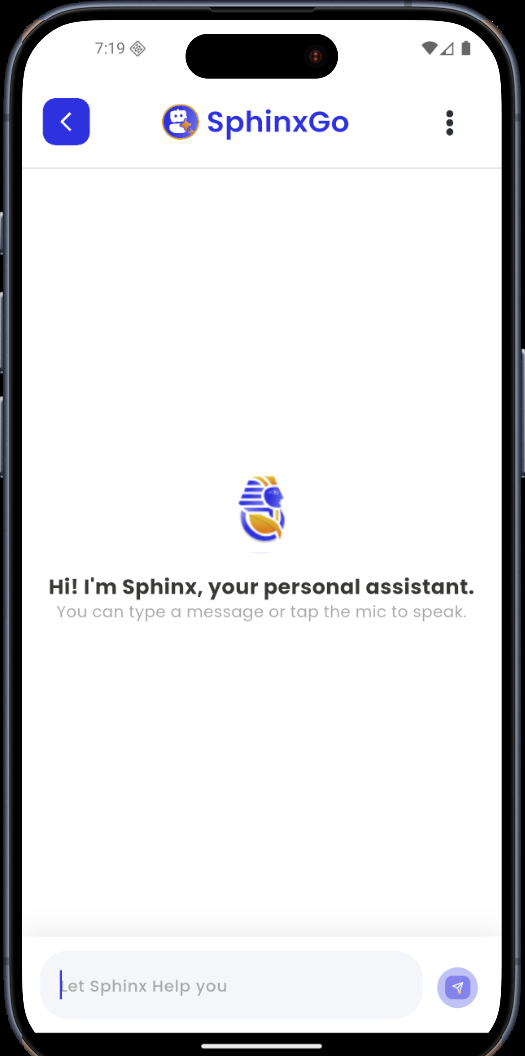 7:19
SphinxGo
Hi! I'm Sphinx, your personal assistant.
You can type a message or tap the mic to speak.
Let Sphinx Help you